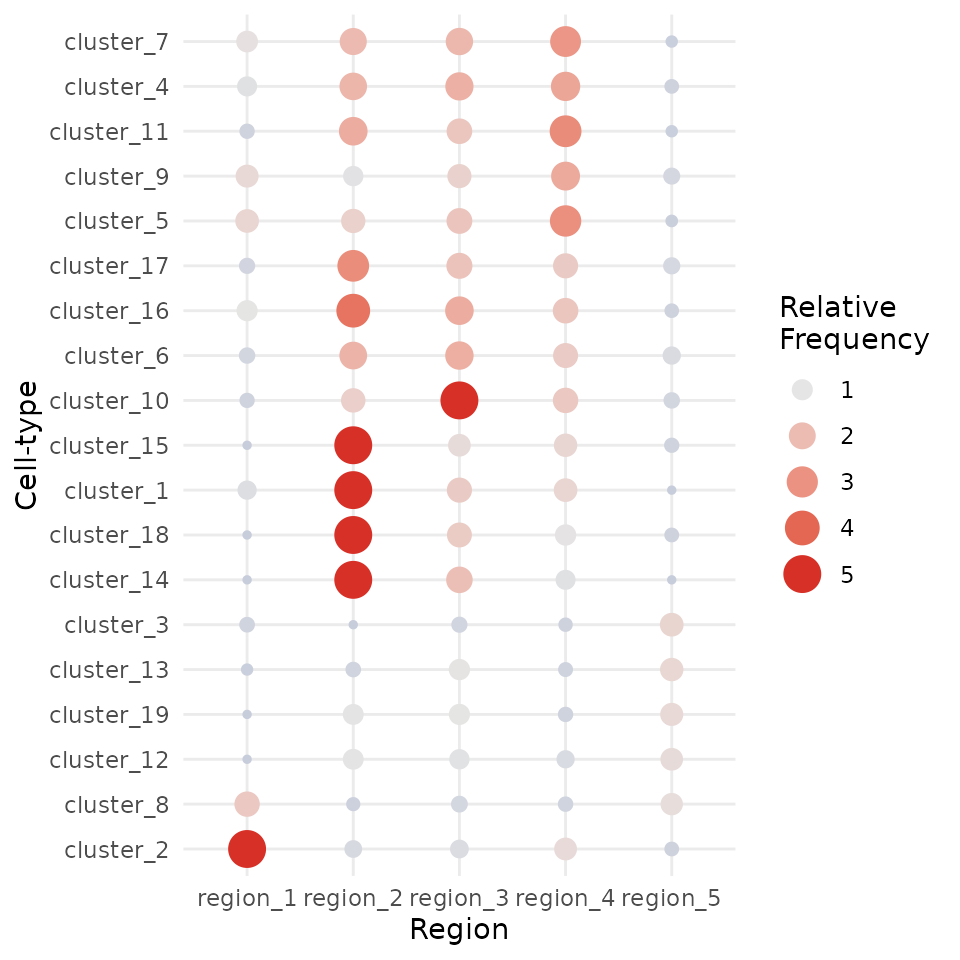 cluster_7
cluster_4
cluster_11
cluster_9
cluster_5
cluster_17
cluster_16
cluster_6
cluster_10
cluster_15
cluster_1
cluster_18
cluster_14
cluster_3
cluster_13
cluster_19
cluster_12
cluster_8
cluster_2
Cell-type
region_1 region_2 region_3 region_4 region_5
Region
Relative
Frequency
1
2
3
4
5